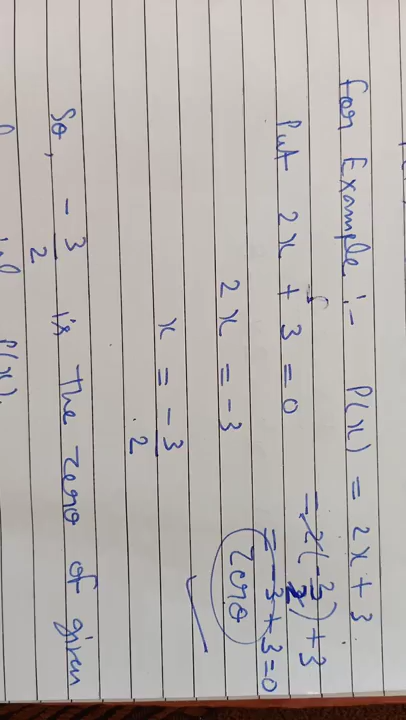 For Example :- P(x) = 2x + 3
= 2(-3/2) + 3
Put 2x + 3 = 0
= -3 + 3 = 0
2x = -3
Zero
x = -3/2
So, -3/2 is the zero of given
P(x).